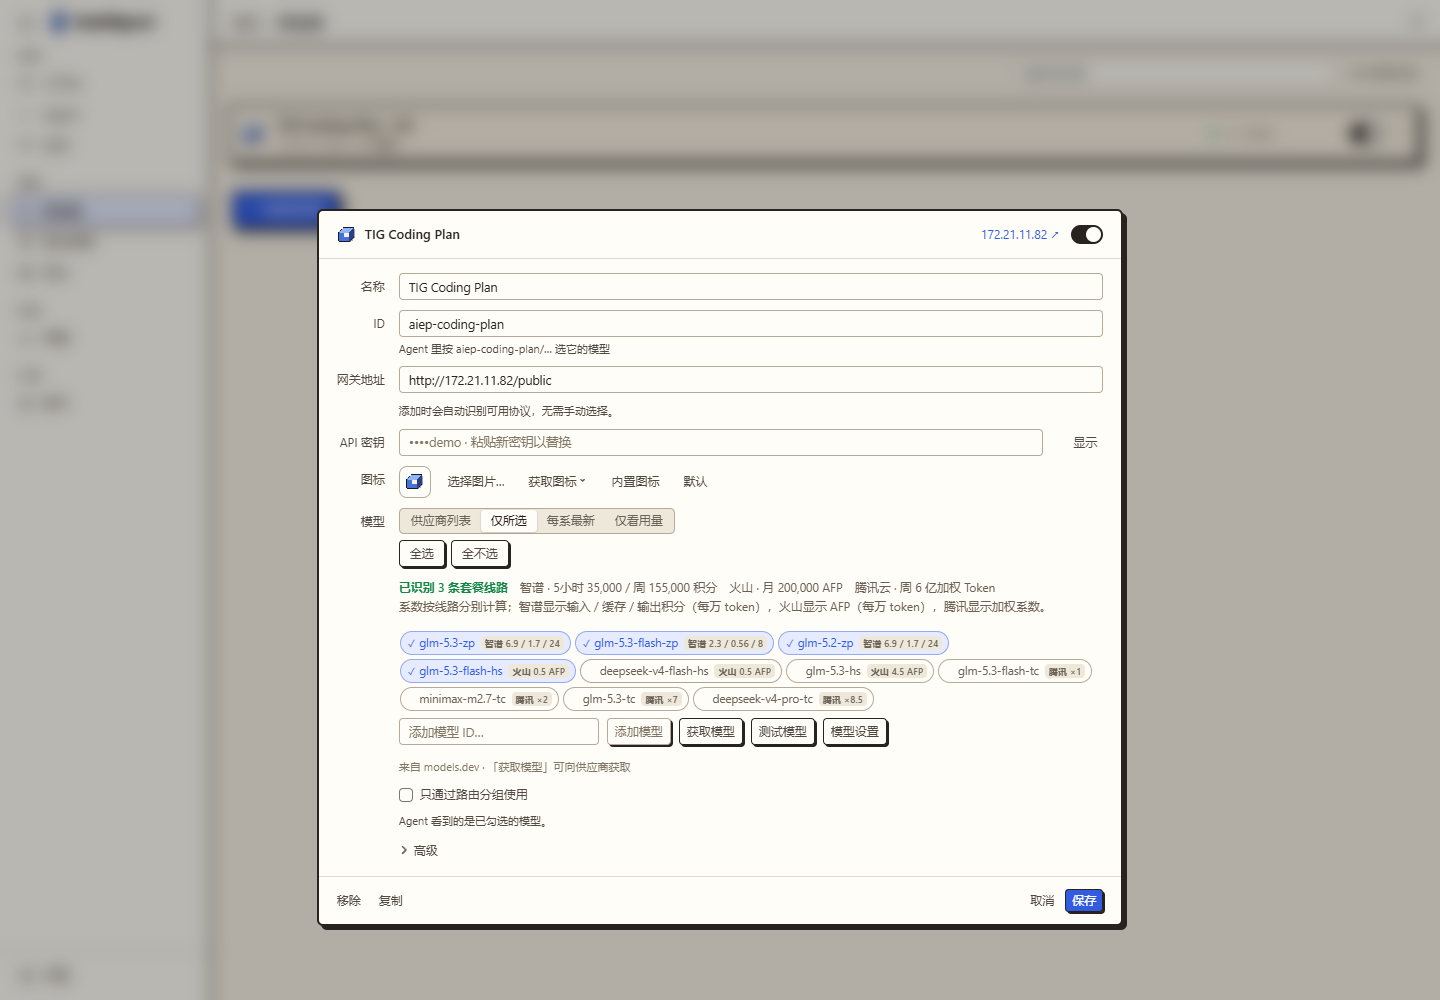 TIG Coding Plan
172.21.11.82 ↗
名称
TIG Coding Plan
ID
aiep-coding-plan
Agent 里按 aiep-coding-plan/... 选它的模型
网关地址
http://172.21.11.82/public
添加时会自动识别可用协议，无需手动选择。
API 密钥
••••demo · 粘贴新密钥以替换
显示
图标
选择图片...
获取图标
内置图标
默认
模型
供应商列表 仅所选 每系最新 仅看用量
全选 全不选
已识别 3 条套餐线路 智谱 · 5小时 35,000 / 周 155,000 积分 火山 · 月 200,000 AFP 腾讯云 · 周 6 亿加权 Token
系数按线路分别计算；智谱显示输入 / 缓存 / 输出积分（每万 token），火山显示 AFP（每万 token），腾讯显示加权系数。
✓ glm-5.3-zp 智谱 6.9 / 1.7 / 24 ✓ glm-5.3-flash-zp 智谱 2.3 / 0.56 / 8 ✓ glm-5.2-zp 智谱 6.9 / 1.7 / 24
✓ glm-5.3-flash-hs 火山 0.5 AFP deepseek-v4-flash-hs 火山 0.5 AFP glm-5.3-hs 火山 4.5 AFP glm-5.3-flash-tc 腾讯 ×1
minimax-m2.7-tc 腾讯 ×2 glm-5.3-tc 腾讯 ×7 deepseek-v4-pro-tc 腾讯 ×8.5
添加模型 ID... 添加模型 获取模型 测试模型 模型设置
来自 models.dev · 「获取模型」可向供应商获取
只通过路由分组使用
Agent 看到的是已勾选的模型。
高级
移除 复制
取消 保存